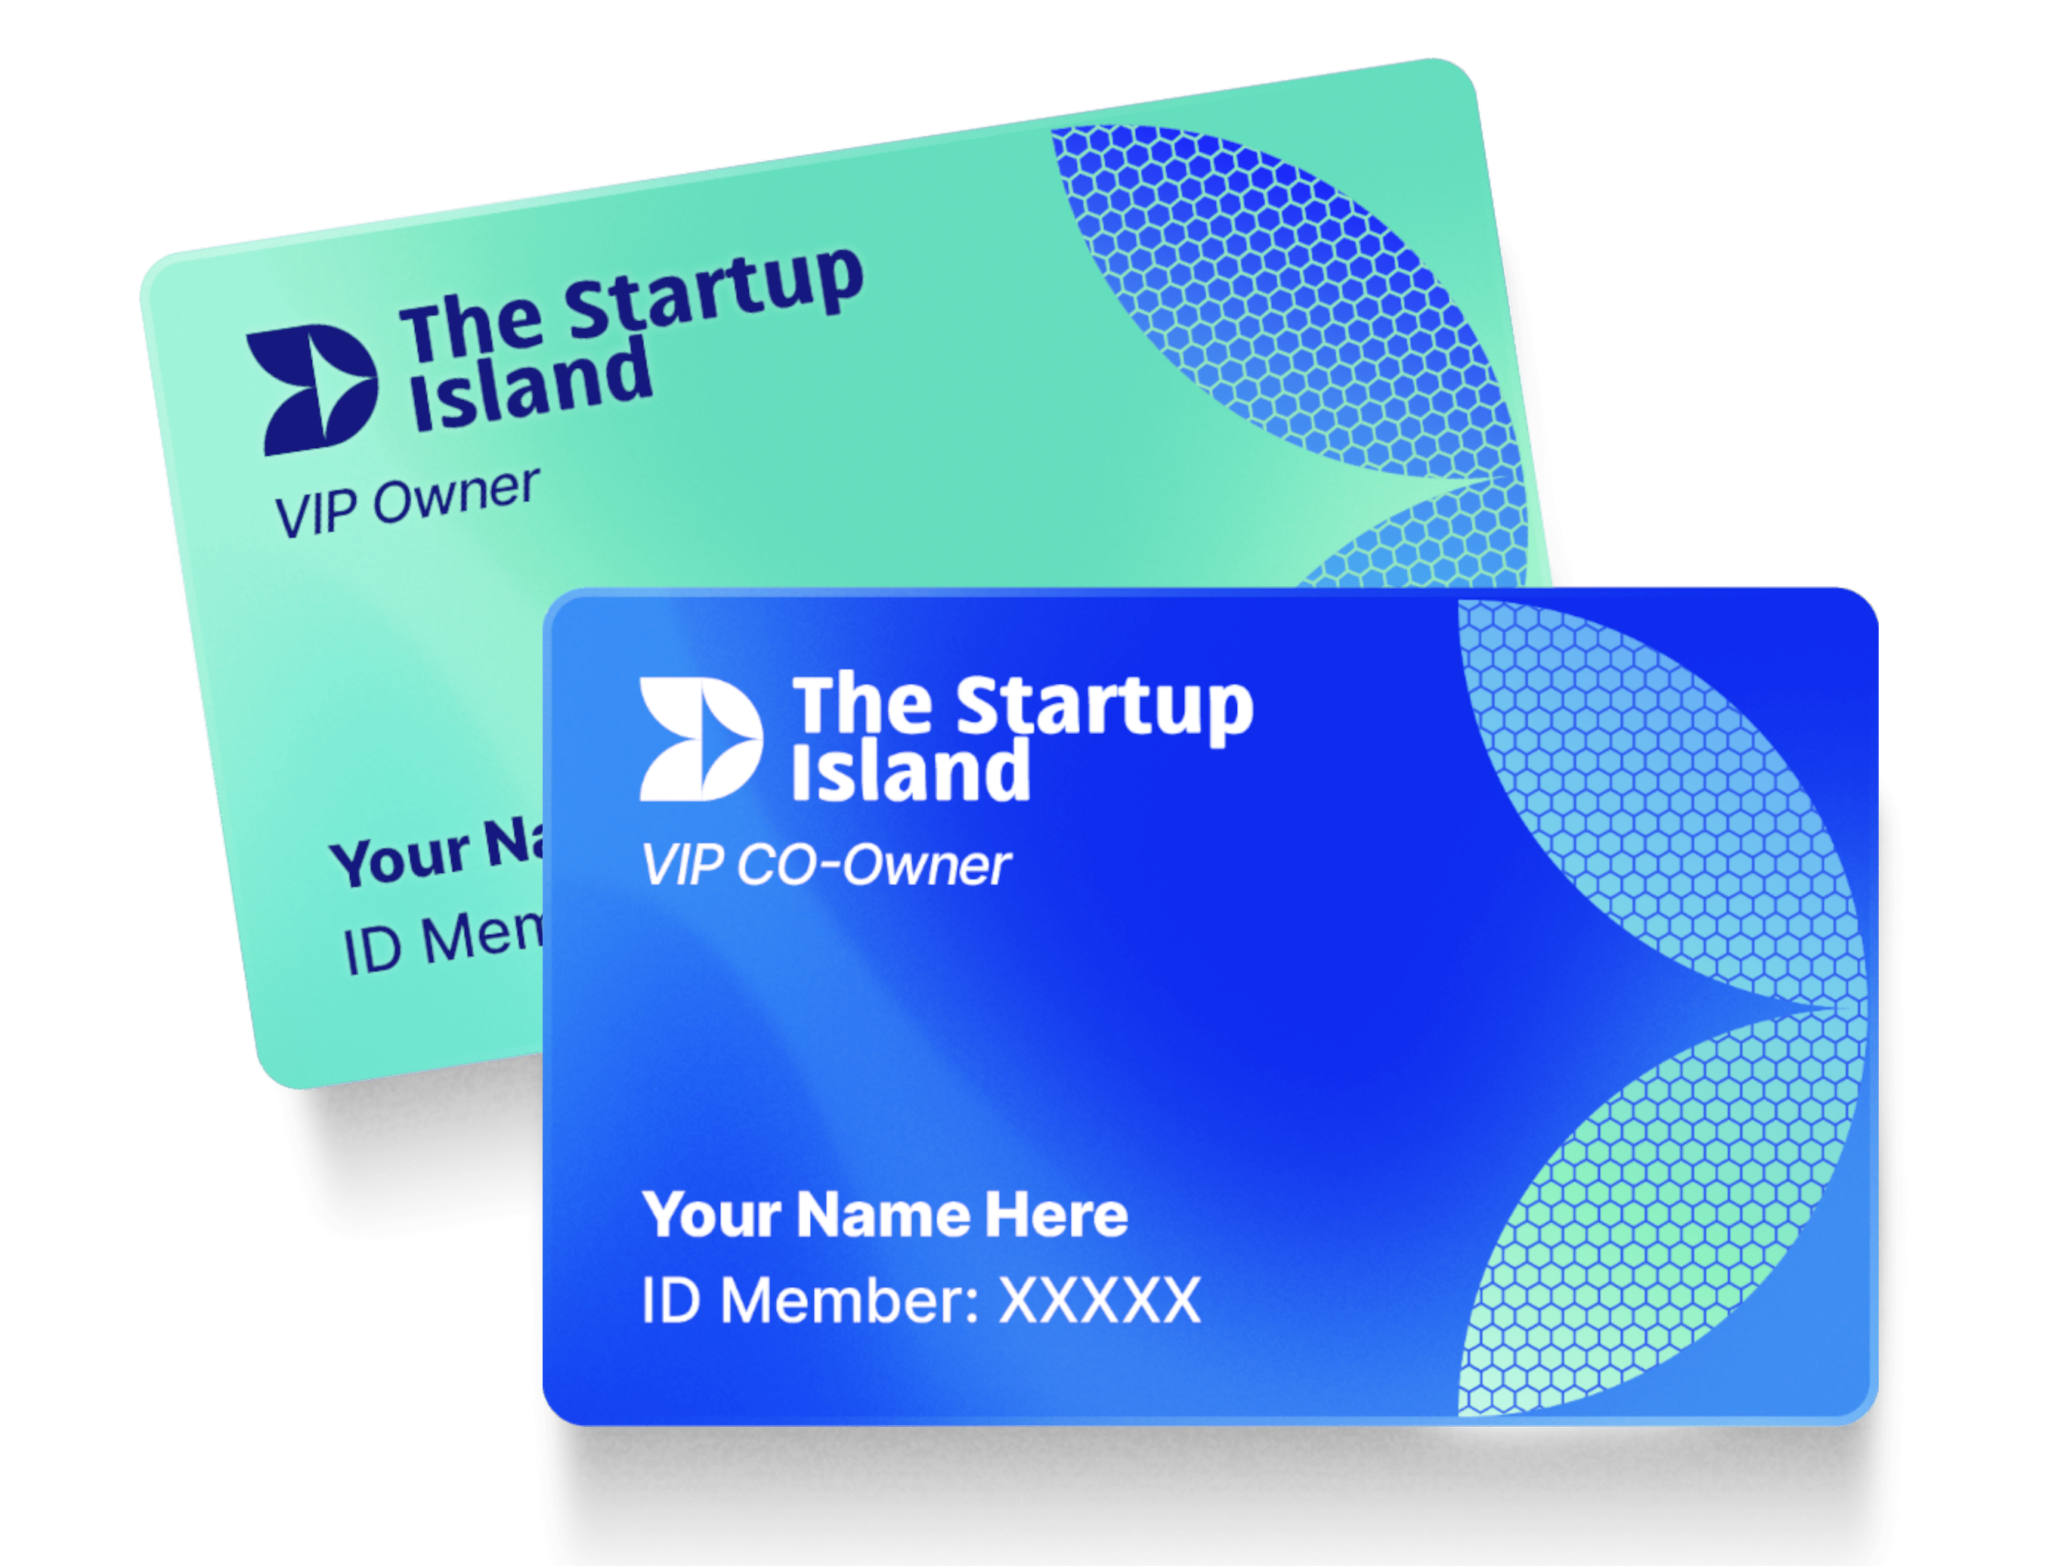 The Startup
Island
VIP Owner
Your Na
ID Mem
The Startup
Island
VIP CO-Owner
Your Name Here
ID Member: XXXXX